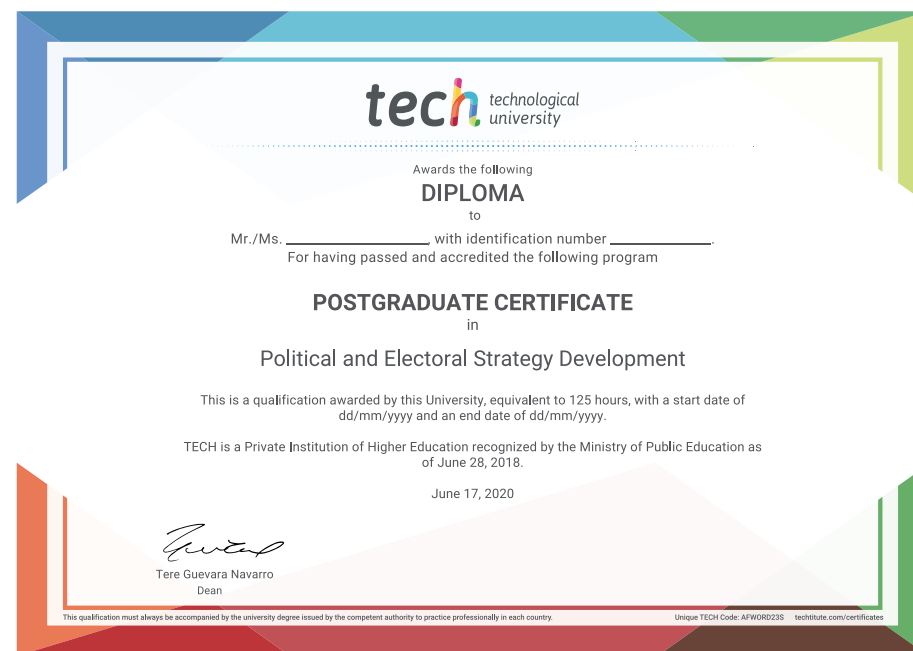 tech technological
university
Awards the following
DIPLOMA
to
Mr./Ms. ____________________, with identification number ______________.
For having passed and accredited the following program
POSTGRADUATE CERTIFICATE
in
Political and Electoral Strategy Development
This is a qualification awarded by this University, equivalent to 125 hours, with a start date of
dd/mm/yyyy and an end date of dd/mm/yyyy.
TECH is a Private Institution of Higher Education recognized by the Ministry of Public Education as
of June 28, 2018.
June 17, 2020
Tere Guevara Navarro
Dean
This qualification must always be accompanied by the university degree issued by the competent authority to practice professionally in each country. Unique TECH Code: AFWORD23S techtitute.com/certificates